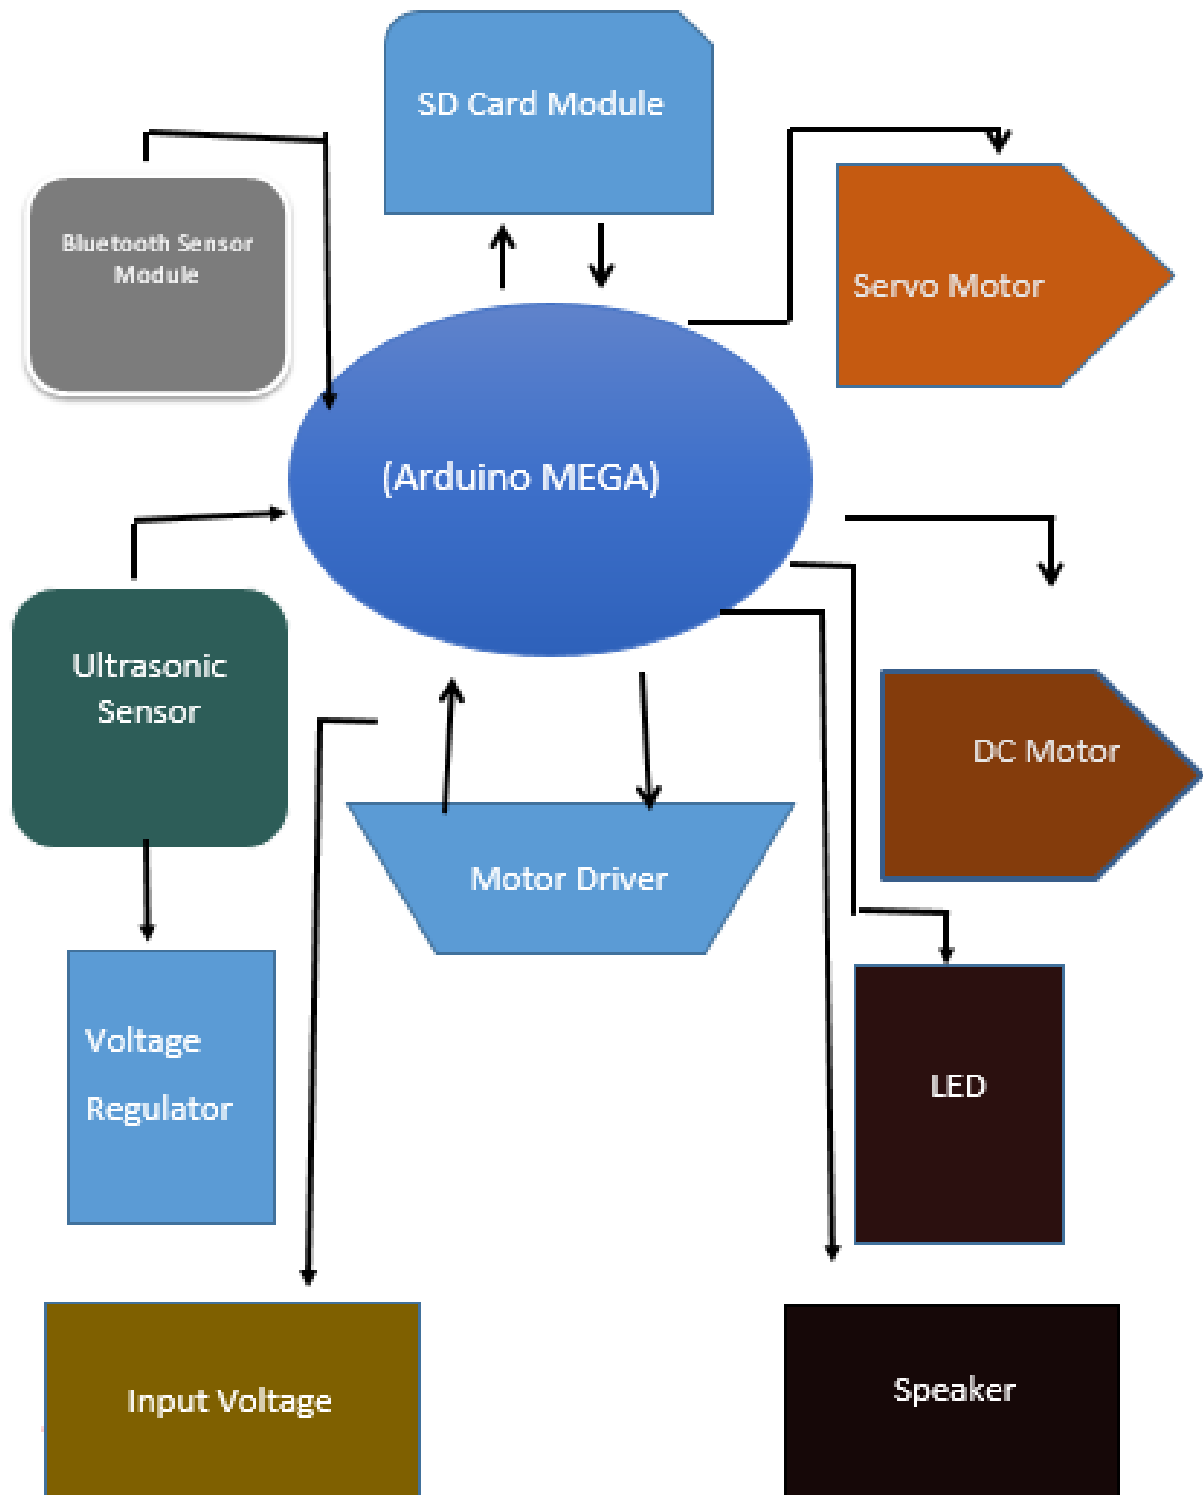 SD Card Module
Bluetooth Sensor
Module
Servo Motor
(Arduino MEGA)
Ultrasonic
Sensor
DC Motor
Motor Driver
Voltage
Regulator
LED
Input Voltage
Speaker